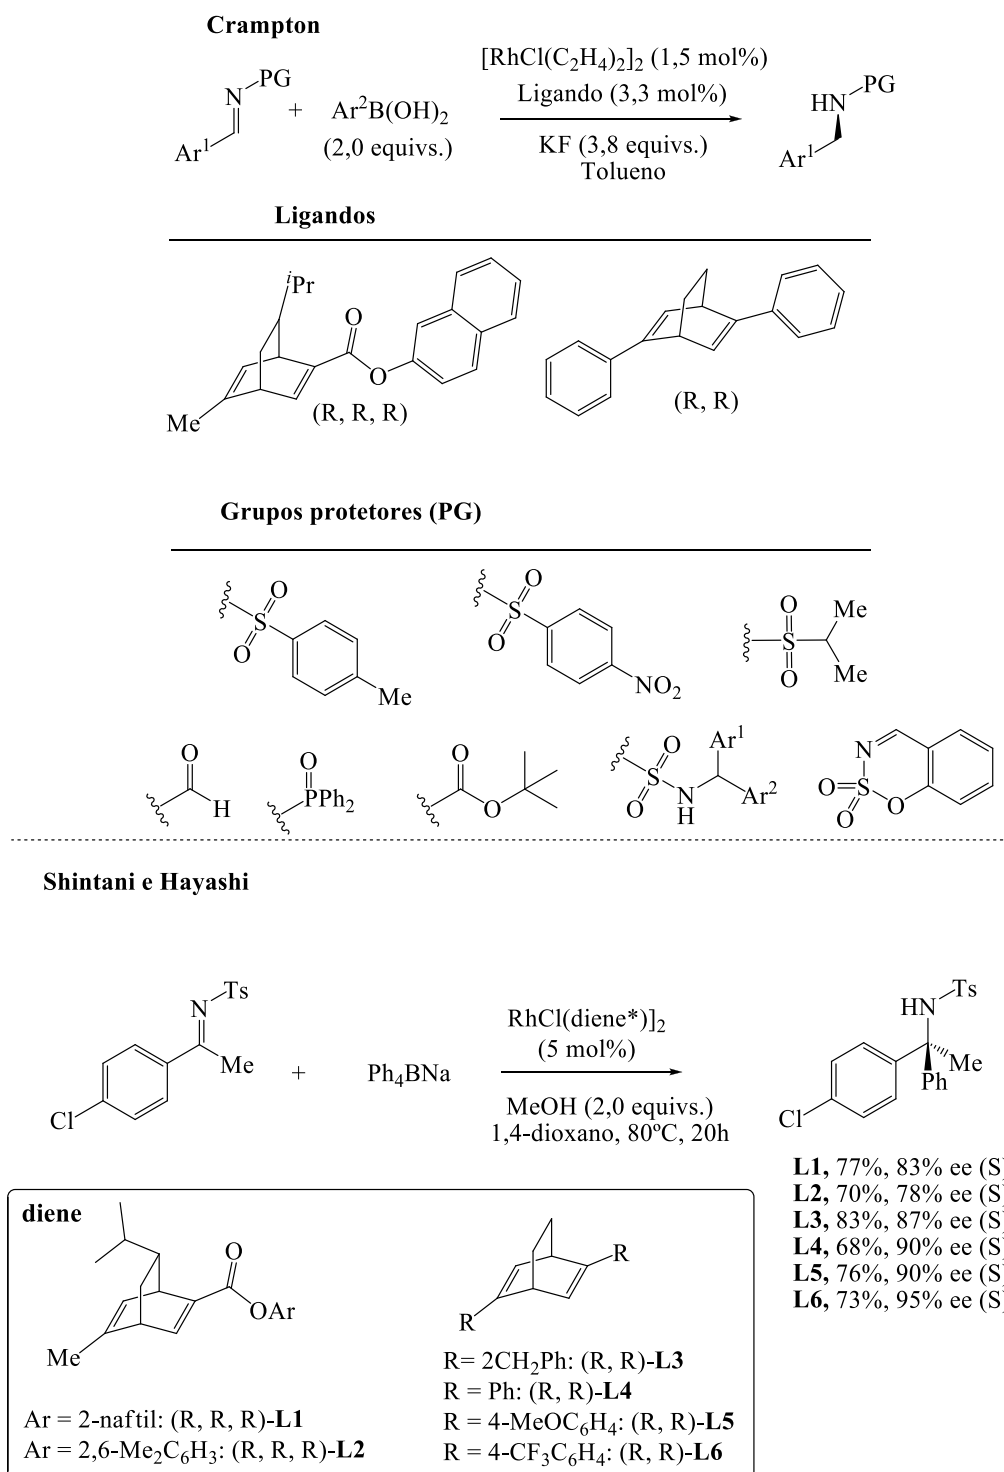 Crampton
N PG
Ar¹
+
Ar²B(OH)₂
(2,0 equivs.)
[RhCl(C₂H₄)₂]₂ (1,5 mol%)
Ligando (3,3 mol%)
KF (3,8 equivs.)
Tolueno
HN PG
Ar¹
Ligandos
ⁱPr
O
O
Me
(R, R, R)
(R, R)
Grupos protetores (PG)
O
S
O
Me
O
S
O
NO₂
O
S
O
Me
Me
O
H
O
PPh₂
O
O
O
S
O
N
H
Ar¹
Ar²
N
S
O
O
O
Shintani e Hayashi
N Ts
Me
Cl
+
Ph₄BNa
RhCl(diene*)]₂
(5 mol%)
MeOH (2,0 equivs.)
1,4-dioxano, 80ºC, 20h
HN Ts
Me
Ph
Cl
L1, 77%, 83% ee (S)
L2, 70%, 78% ee (S)
L3, 83%, 87% ee (S)
L4, 68%, 90% ee (S)
L5, 76%, 90% ee (S)
L6, 73%, 95% ee (S)
diene
O
OAr
Me
Ar = 2-naftil: (R, R, R)-L1
Ar = 2,6-Me₂C₆H₃: (R, R, R)-L2
R
R
R= 2CH₂Ph: (R, R)-L3
R = Ph: (R, R)-L4
R = 4-MeOC₆H₄: (R, R)-L5
R = 4-CF₃C₆H₄: (R, R)-L6